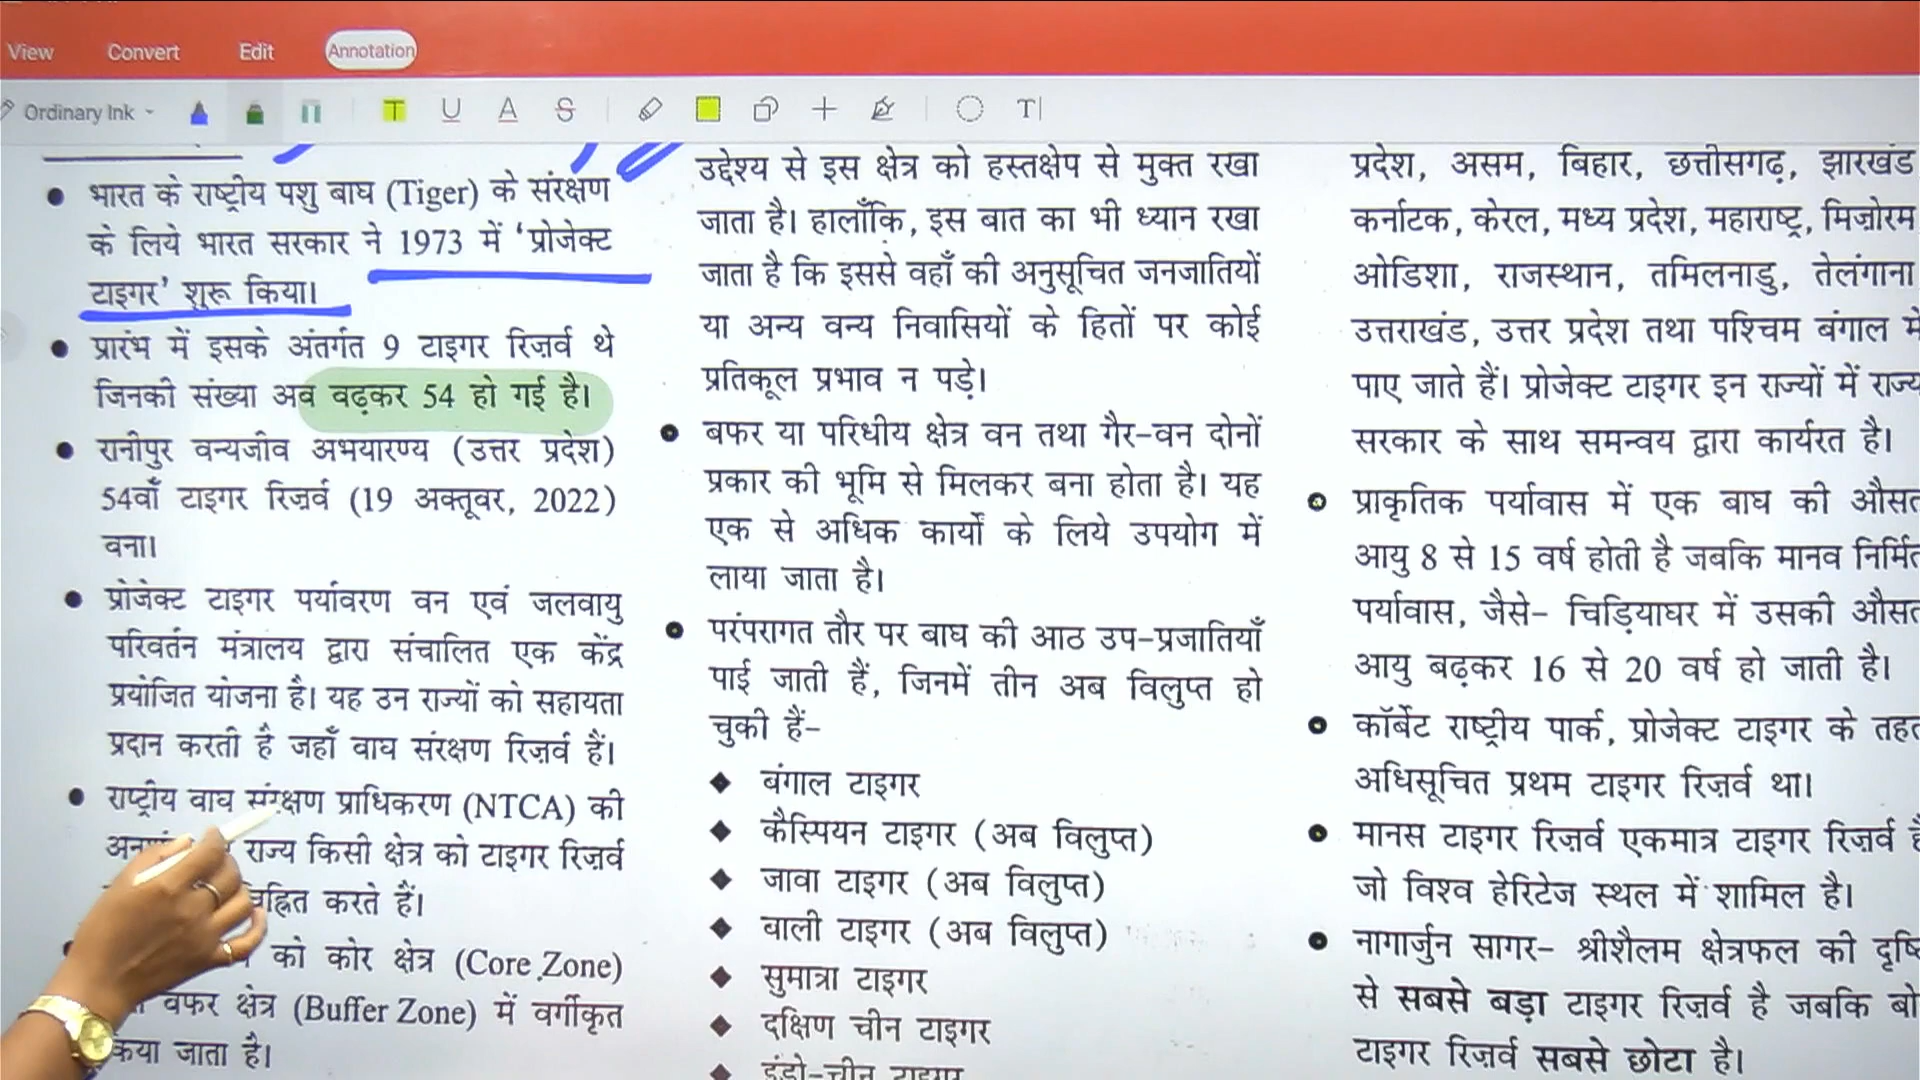 View Convert Edit Annotation
Ordinary Ink
भारत के राष्ट्रीय पशु बाघ (Tiger) के संरक्षण
के लिये भारत सरकार ने 1973 में ‘प्रोजेक्ट
टाइगर’ शुरू किया।
प्रारंभ में इसके अंतर्गत 9 टाइगर रिज़र्व थे
जिनकी संख्या अब बढ़कर 54 हो गई है।
रानीपुर वन्यजीव अभयारण्य (उत्तर प्रदेश)
54वाँ टाइगर रिज़र्व (19 अक्तूबर, 2022)
बना।
प्रोजेक्ट टाइगर पर्यावरण वन एवं जलवायु
परिवर्तन मंत्रालय द्वारा संचालित एक केंद्र
प्रयोजित योजना है। यह उन राज्यों को सहायता
प्रदान करती है जहाँ बाघ संरक्षण रिज़र्व हैं।
राष्ट्रीय बाघ संरक्षण प्राधिकरण (NTCA) की
राज्य किसी क्षेत्र को टाइगर रिज़र्व
करते हैं।
को कोर क्षेत्र (Core Zone)
बफर क्षेत्र (Buffer Zone) में वर्गीकृत
किया जाता है।
उद्देश्य से इस क्षेत्र को हस्तक्षेप से मुक्त रखा
जाता है। हालाँकि, इस बात का भी ध्यान रखा
जाता है कि इससे वहाँ की अनुसूचित जनजातियों
या अन्य वन्य निवासियों के हितों पर कोई
प्रतिकूल प्रभाव न पड़े।
बफर या परिधीय क्षेत्र वन तथा गैर-वन दोनों
प्रकार की भूमि से मिलकर बना होता है। यह
एक से अधिक कार्यों के लिये उपयोग में
लाया जाता है।
परंपरागत तौर पर बाघ की आठ उप-प्रजातियाँ
पाई जाती हैं, जिनमें तीन अब विलुप्त हो
चुकी हैं-
बंगाल टाइगर
कैस्पियन टाइगर (अब विलुप्त)
जावा टाइगर (अब विलुप्त)
बाली टाइगर (अब विलुप्त)
सुमात्रा टाइगर
दक्षिण चीन टाइगर
इंडो-चीन टाइगर
प्रदेश, असम, बिहार, छत्तीसगढ़, झारखंड
कर्नाटक, केरल, मध्य प्रदेश, महाराष्ट्र, मिज़ोरम
ओडिशा, राजस्थान, तमिलनाडु, तेलंगाना
उत्तराखंड, उत्तर प्रदेश तथा पश्चिम बंगाल में
पाए जाते हैं। प्रोजेक्ट टाइगर इन राज्यों में राज्य
सरकार के साथ समन्वय द्वारा कार्यरत है।
प्राकृतिक पर्यावास में एक बाघ की औसत
आयु 8 से 15 वर्ष होती है जबकि मानव निर्मित
पर्यावास, जैसे- चिड़ियाघर में उसकी औसत
आयु बढ़कर 16 से 20 वर्ष हो जाती है।
कॉर्बेट राष्ट्रीय पार्क, प्रोजेक्ट टाइगर के तहत
अधिसूचित प्रथम टाइगर रिज़र्व था।
मानस टाइगर रिज़र्व एकमात्र टाइगर रिज़र्व है
जो विश्व हेरिटेज स्थल में शामिल है।
नागार्जुन सागर- श्रीशैलम क्षेत्रफल की
से सबसे बड़ा टाइगर रिज़र्व है जबकि
टाइगर रिज़र्व सबसे छोटा है।